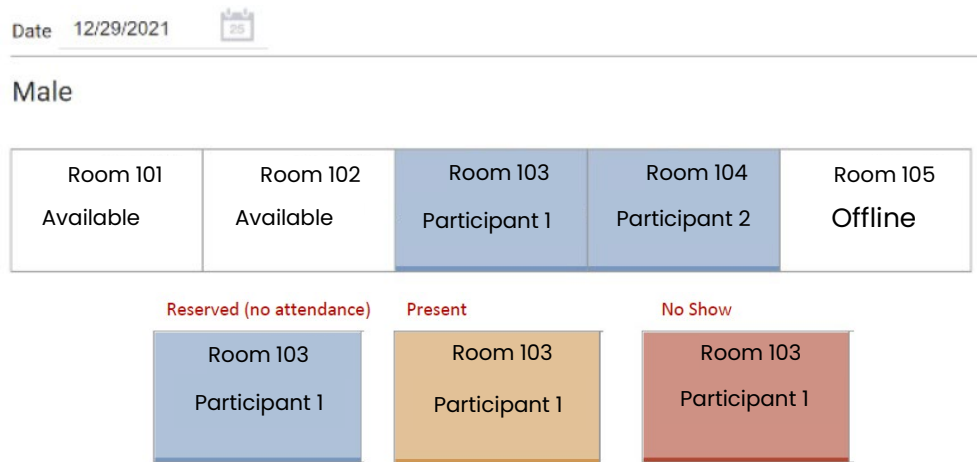 Date 12/29/2021 25
Male
Room 101 Room 102 Room 103 Room 104 Room 105
Available Available Participant 1 Participant 2 Offline
Reserved (no attendance) Present No Show
Room 103 Room 103 Room 103
Participant 1 Participant 1 Participant 1